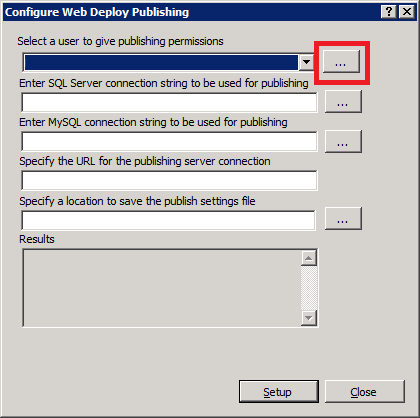 Configure Web Deploy Publishing
Select a user to give publishing permissions
...
Enter SQL Server connection string to be used for publishing
...
Enter MySQL connection string to be used for publishing
...
Specify the URL for the publishing server connection
Specify a location to save the publish settings file
...
Results
Setup Close